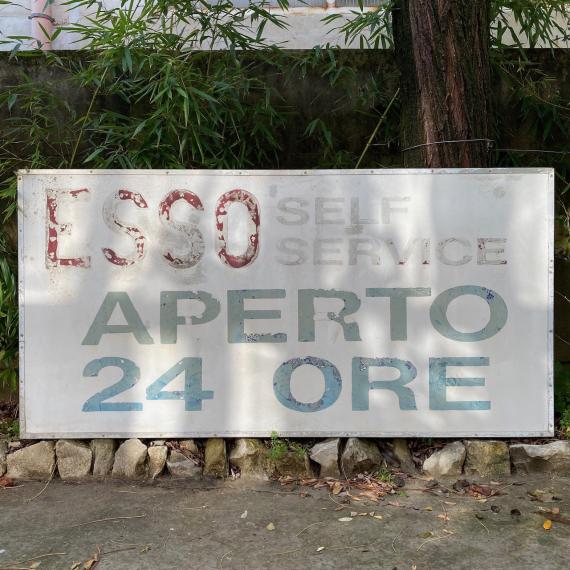 ESSO SELF
SERVICE
APERTO
24 ORE